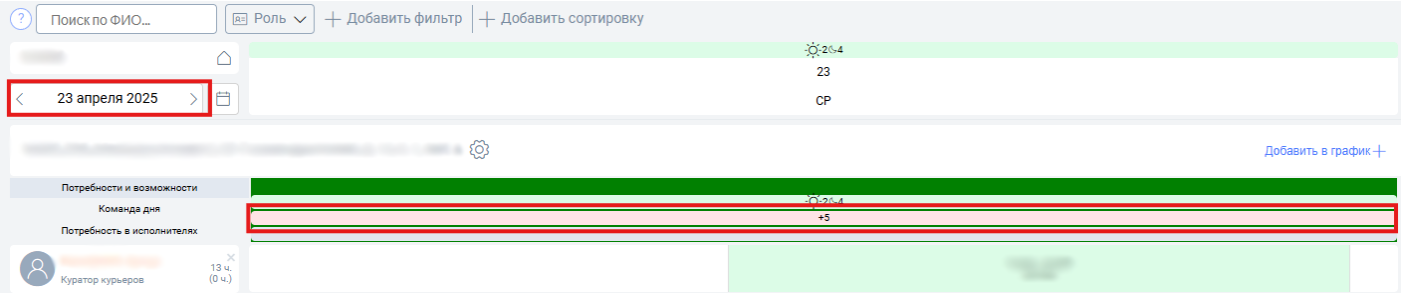 ?
Поиск по ФИО...
Роль
Добавить фильтр
Добавить сортировку
-2 -4
23
СР
23 апреля 2025
Добавить в график
Потребности и возможности
-2 -4
Команда дня
+5
Потребность в исполнителях
13 ч.
Куратор курьеров
(0 ч.)